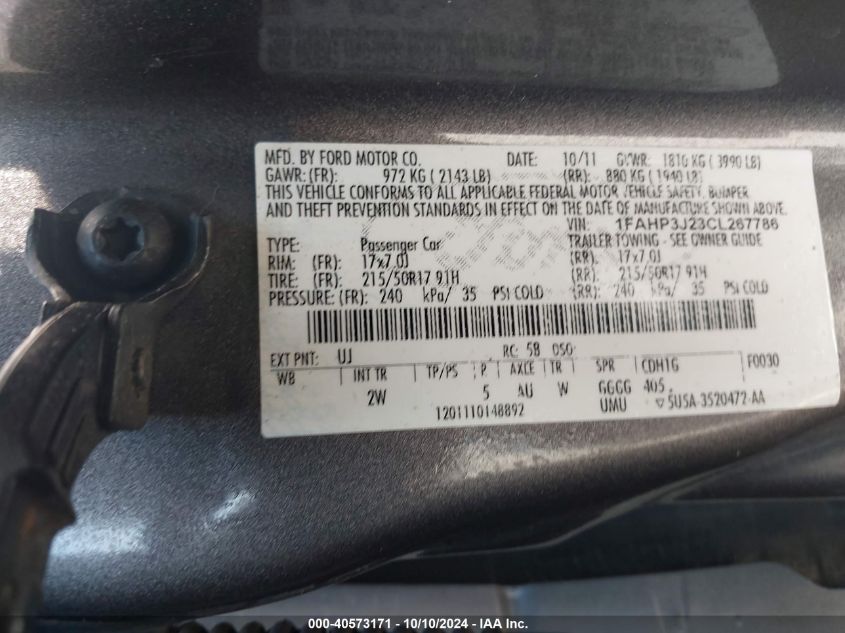 MFD. BY FORD MOTOR CO. DATE: 10/11 GVWR: 1810 KG ( 3990 LB)
GAWR: (FR): 972 KG ( 2143 LB) (RR): 880 KG ( 1940 LB)
THIS VEHICLE CONFORMS TO ALL APPLICABLE FEDERAL MOTOR VEHICLE SAFETY, BUMPER
AND THEFT PREVENTION STANDARDS IN EFFECT ON THE DATE OF MANUFACTURE SHOWN ABOVE.
VIN: 1FAHP3J23CL267786
TYPE: Passenger Car TRAILER TOWING - SEE OWNER GUIDE
RIM: (FR): 17x7.0J (RR): 17x7.0J
TIRE: (FR): 215/50R17 91H (RR): 215/50R17 91H
PRESSURE: (FR): 240 kPa/ 35 PSI COLD (RR): 240 kPa/ 35 PSI COLD
EXT PNT: UJ RC: 58 DSO: F0030
WB INT TR TP/PS P AXLE TR SPR CDH1G
2W 5 AU W GGGG 405
1201110148892 UMU ▽ 5U5A-3520472-AA
000-40573171 - 10/10/2024 - IAA Inc.